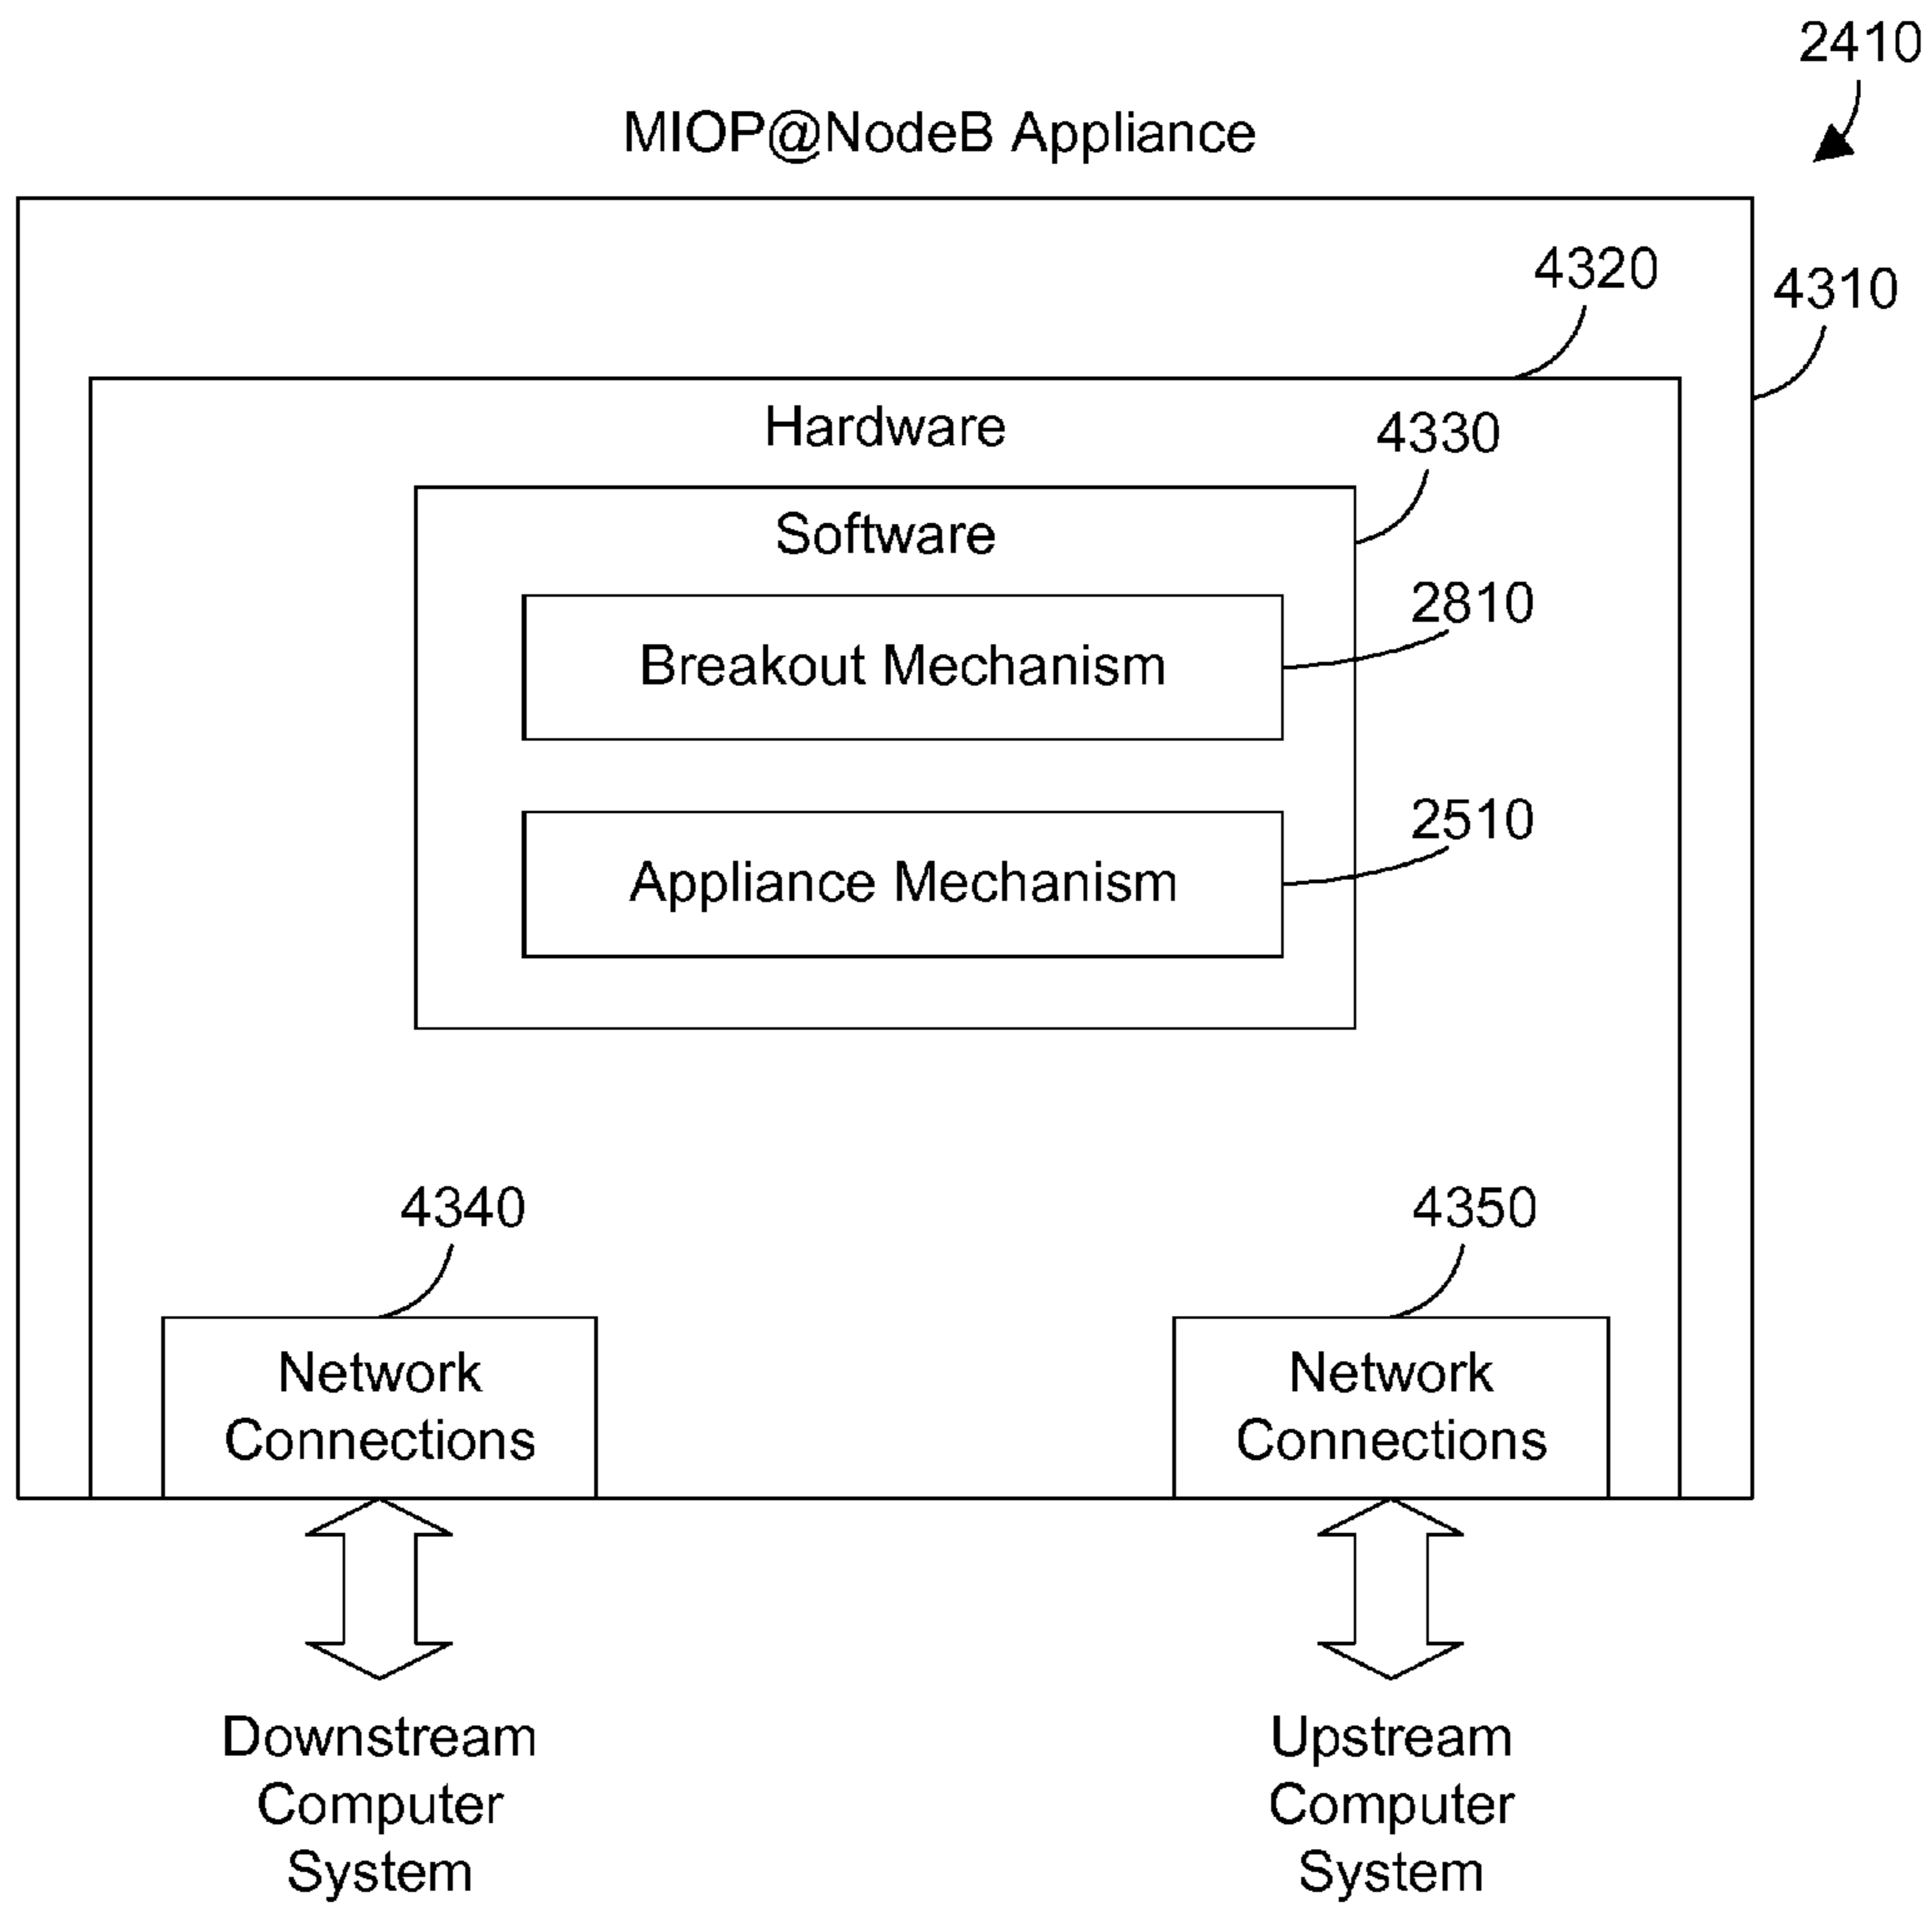 2410
MIOP@NodeB Appliance
4320
4310
Hardware
4330
Software
2810
Breakout Mechanism
2510
Appliance Mechanism
4340
4350
Network
Connections
Network
Connections
Downstream
Computer
System
Upstream
Computer
System